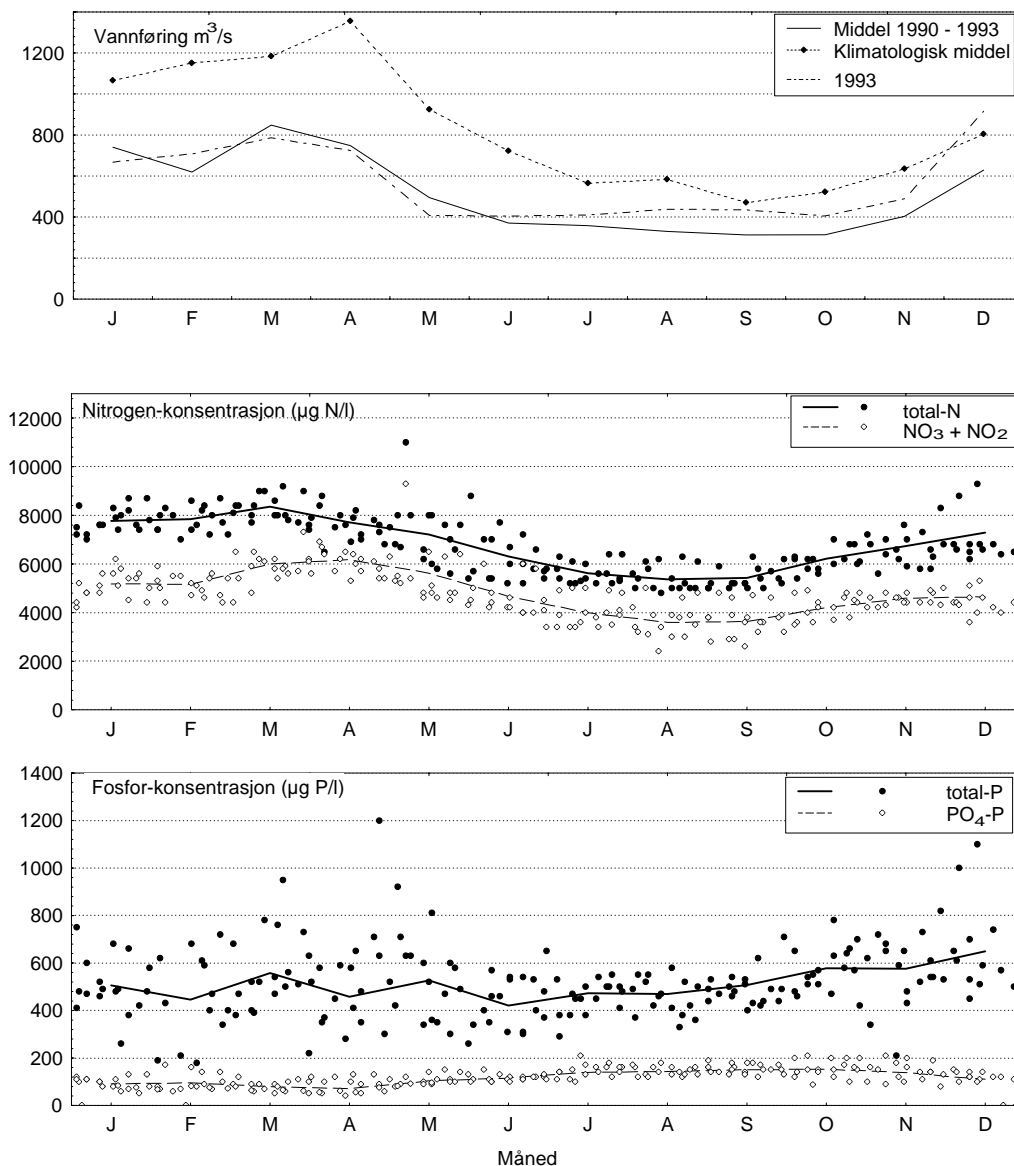 Vannføring m³/s
Middel 1990 - 1993
Klimatologisk middel
1993
1200
800
400
0
J F M A M J J A S O N D
Nitrogen-konsentrasjon (µg N/l)
total-N
NO₃ + NO₂
12000
10000
8000
6000
4000
2000
0
J F M A M J J A S O N D
Fosfor-konsentrasjon (µg P/l)
total-P
PO₄-P
1400
1200
1000
800
600
400
200
0
J F M A M J J A S O N D
Måned